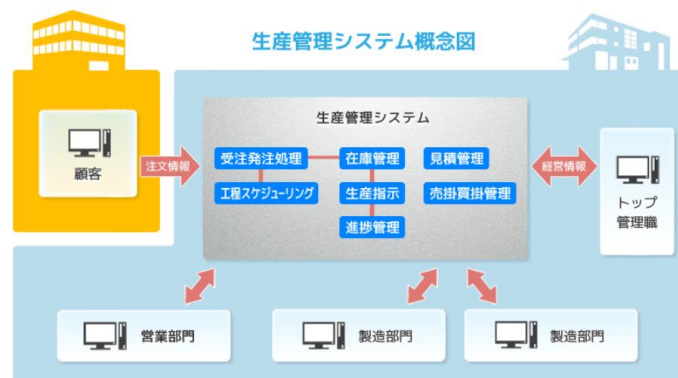 生産管理システム概念図
生産管理システム
受注発注処理
在庫管理
見積管理
顧客
注文情報
経営情報
工程スケジューリング
生産指示
売掛買掛管理
トップ
管理職
進捗管理
営業部門
製造部門
製造部門